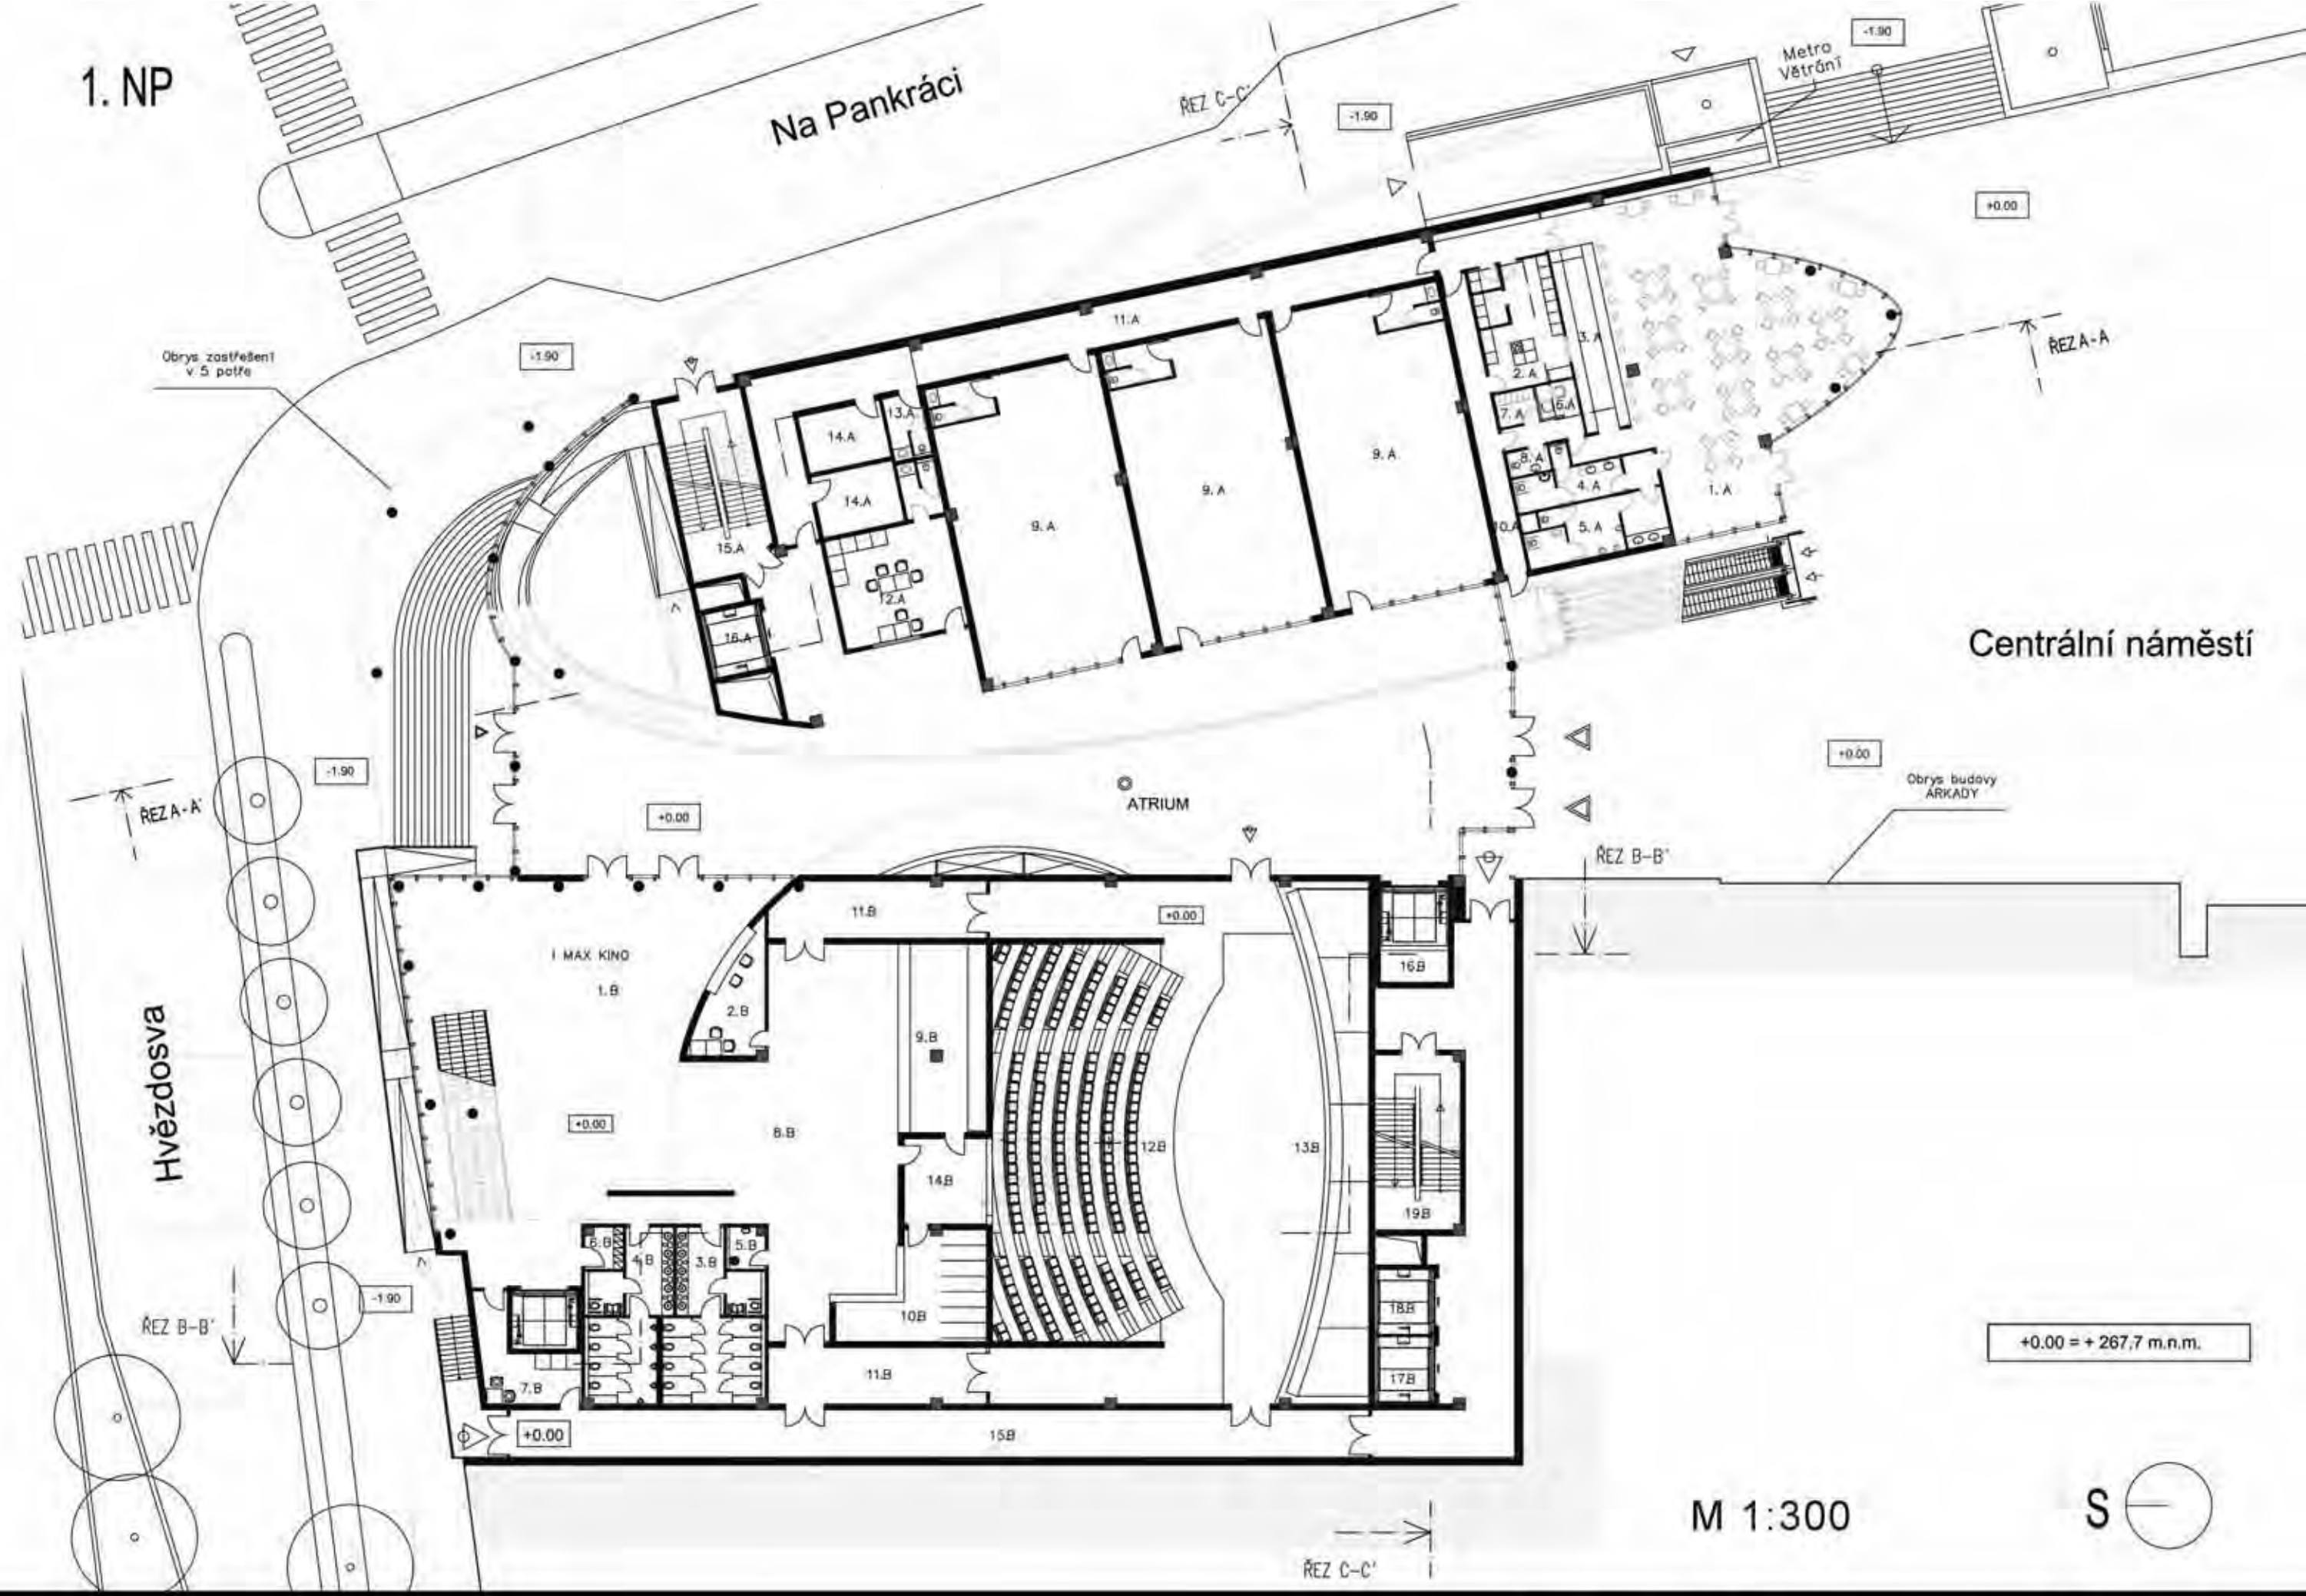 1. NP
Na Pankráci
ŘEZ C-C'
-1.90
Metro
Větrání
-1.90
+0.00
Obrys zastřešení
v 5 patře
-1.90
11.A
3. A
2. A
ŘEZ A-A
14.A
13.A
7. A
6.A
14.A
9. A
9. A
9. A
8. A
4. A
1. A
10.A
5. A
15.A
12.A
16.A
Centrální náměstí
-1.90
ŘEZ A-A'
+0.00
ATRIUM
+0.00
Obrys budovy
ARKADY
ŘEZ B-B'
11.B
+0.00
I MAX KINO
1. B
2. B
9. B
16.B
Hvězdosva
+0.00
8.B
12.B
13.B
14.B
19.B
6. B
4. B
3. B
5. B
-1.90
ŘEZ B-B'
10.B
18.B
+0.00 = + 267,7 m.n.m.
7. B
11.B
17.B
+0.00
15.B
M 1:300
S
ŘEZ C-C'